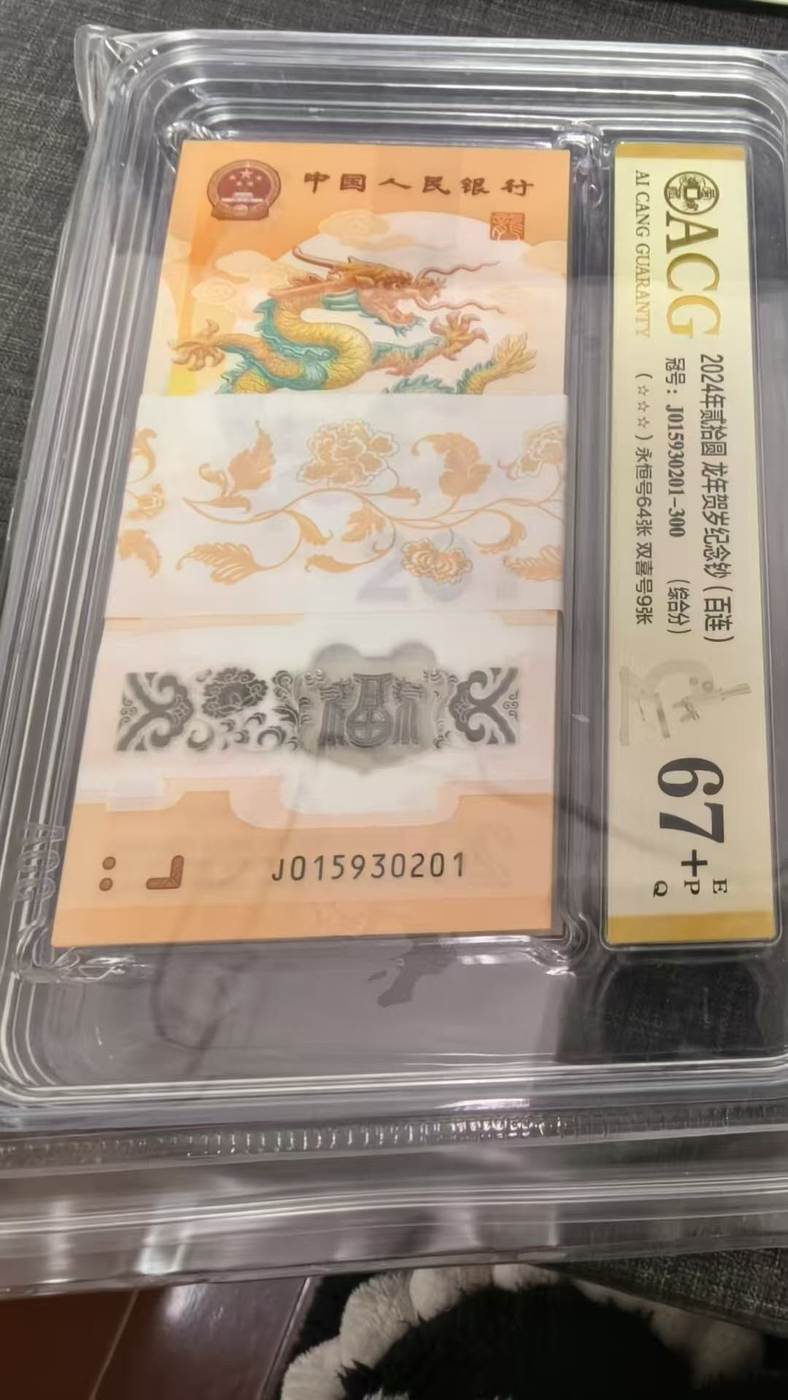 中国人民银行
龍
福
J015930201
ACG
AI CANG GUARANTY
2024年贰拾圆 龙年贺岁纪念钞（百连）
冠号：J015930201-300 （综合分）
（☆☆☆）永恒号64张 双喜号9张
67+
E
P
Q